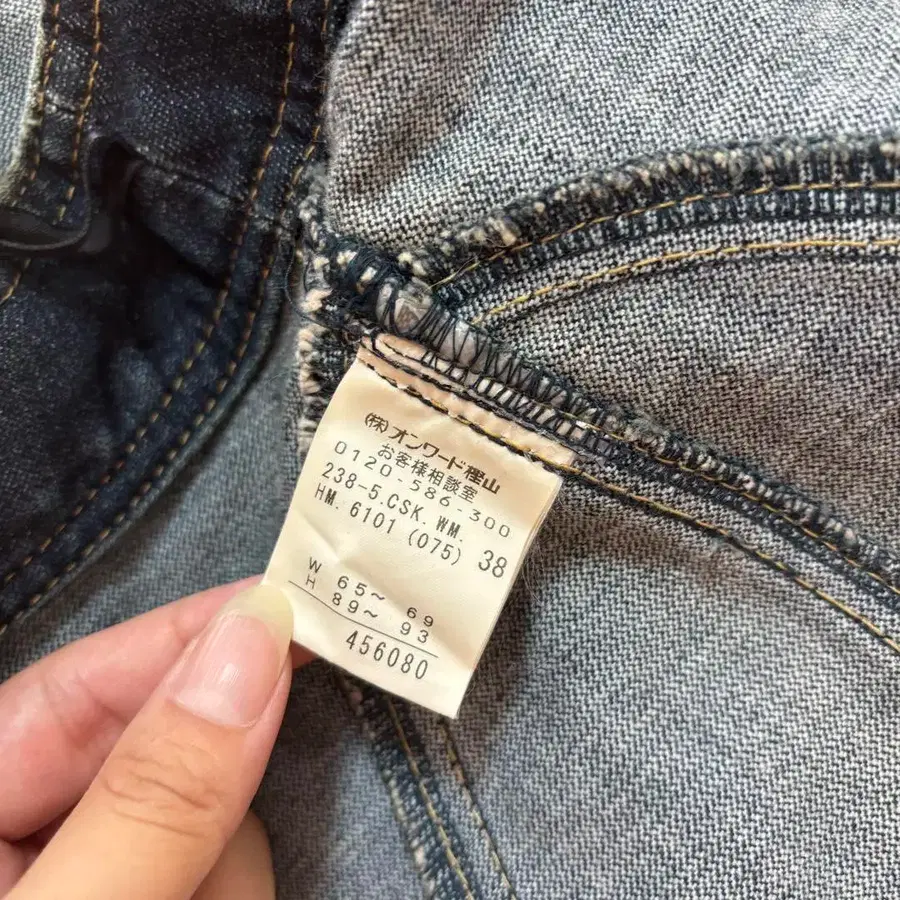 (株)オンワード樫山
お客様相談室
0120-586-300
238-5.CSK.WM.
HM. 6101 (075) 38
W 65～ 69
H 89～ 93
456080